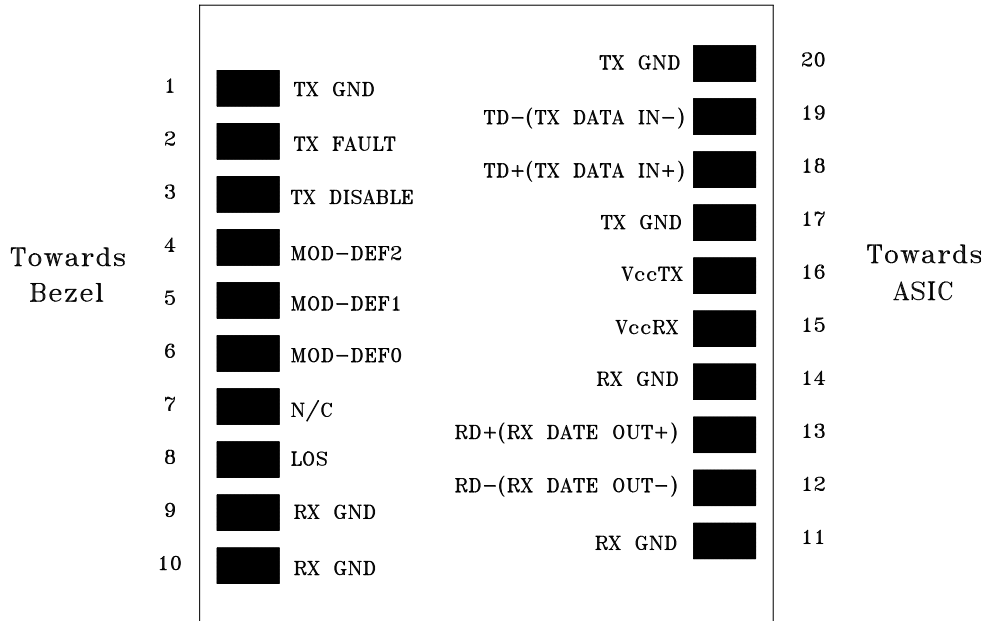 Towards
Bezel
1 TX GND
2 TX FAULT
3 TX DISABLE
4 MOD-DEF2
5 MOD-DEF1
6 MOD-DEF0
7 N/C
8 LOS
9 RX GND
10 RX GND
TX GND 20
TD-(TX DATA IN-) 19
TD+(TX DATA IN+) 18
TX GND 17
VccTX 16
VccRX 15
RX GND 14
RD+(RX DATE OUT+) 13
RD-(RX DATE OUT-) 12
RX GND 11
Towards
ASIC